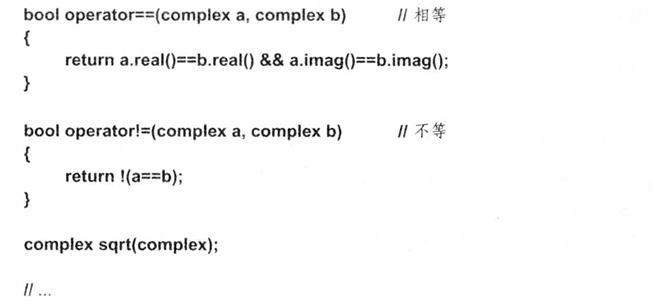 bool operator==(complex a, complex b) // 相等
{
return a.real()==b.real() && a.imag()==b.imag();
}
bool operator!=(complex a, complex b) // 不等
{
return !(a==b);
}
complex sqrt(complex);
// ...